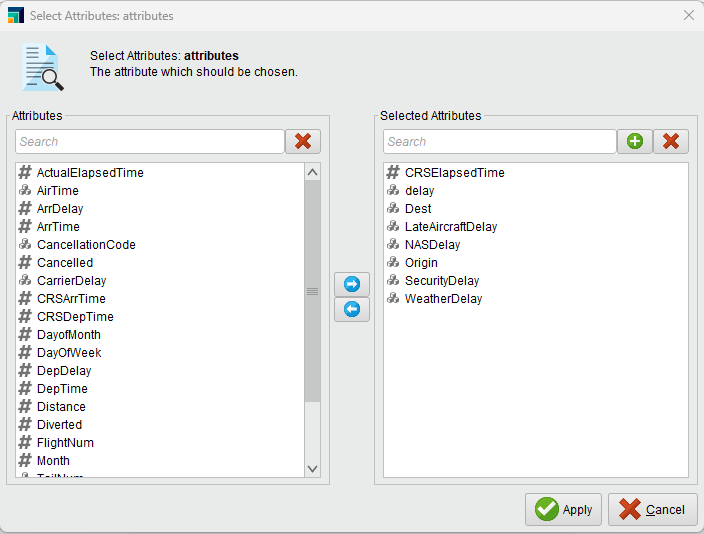 Select Attributes: attributes
Select Attributes: attributes
The attribute which should be chosen.
Attributes
Search
ActualElapsedTime
AirTime
ArrDelay
ArrTime
CancellationCode
Cancelled
CarrierDelay
CRSArrTime
CRSDepTime
DayofMonth
DayOfWeek
DepDelay
DepTime
Distance
Diverted
FlightNum
Month
TailNum
Selected Attributes
Search
CRSElapsedTime
delay
Dest
LateAircraftDelay
NASDelay
Origin
SecurityDelay
WeatherDelay
Apply
Cancel